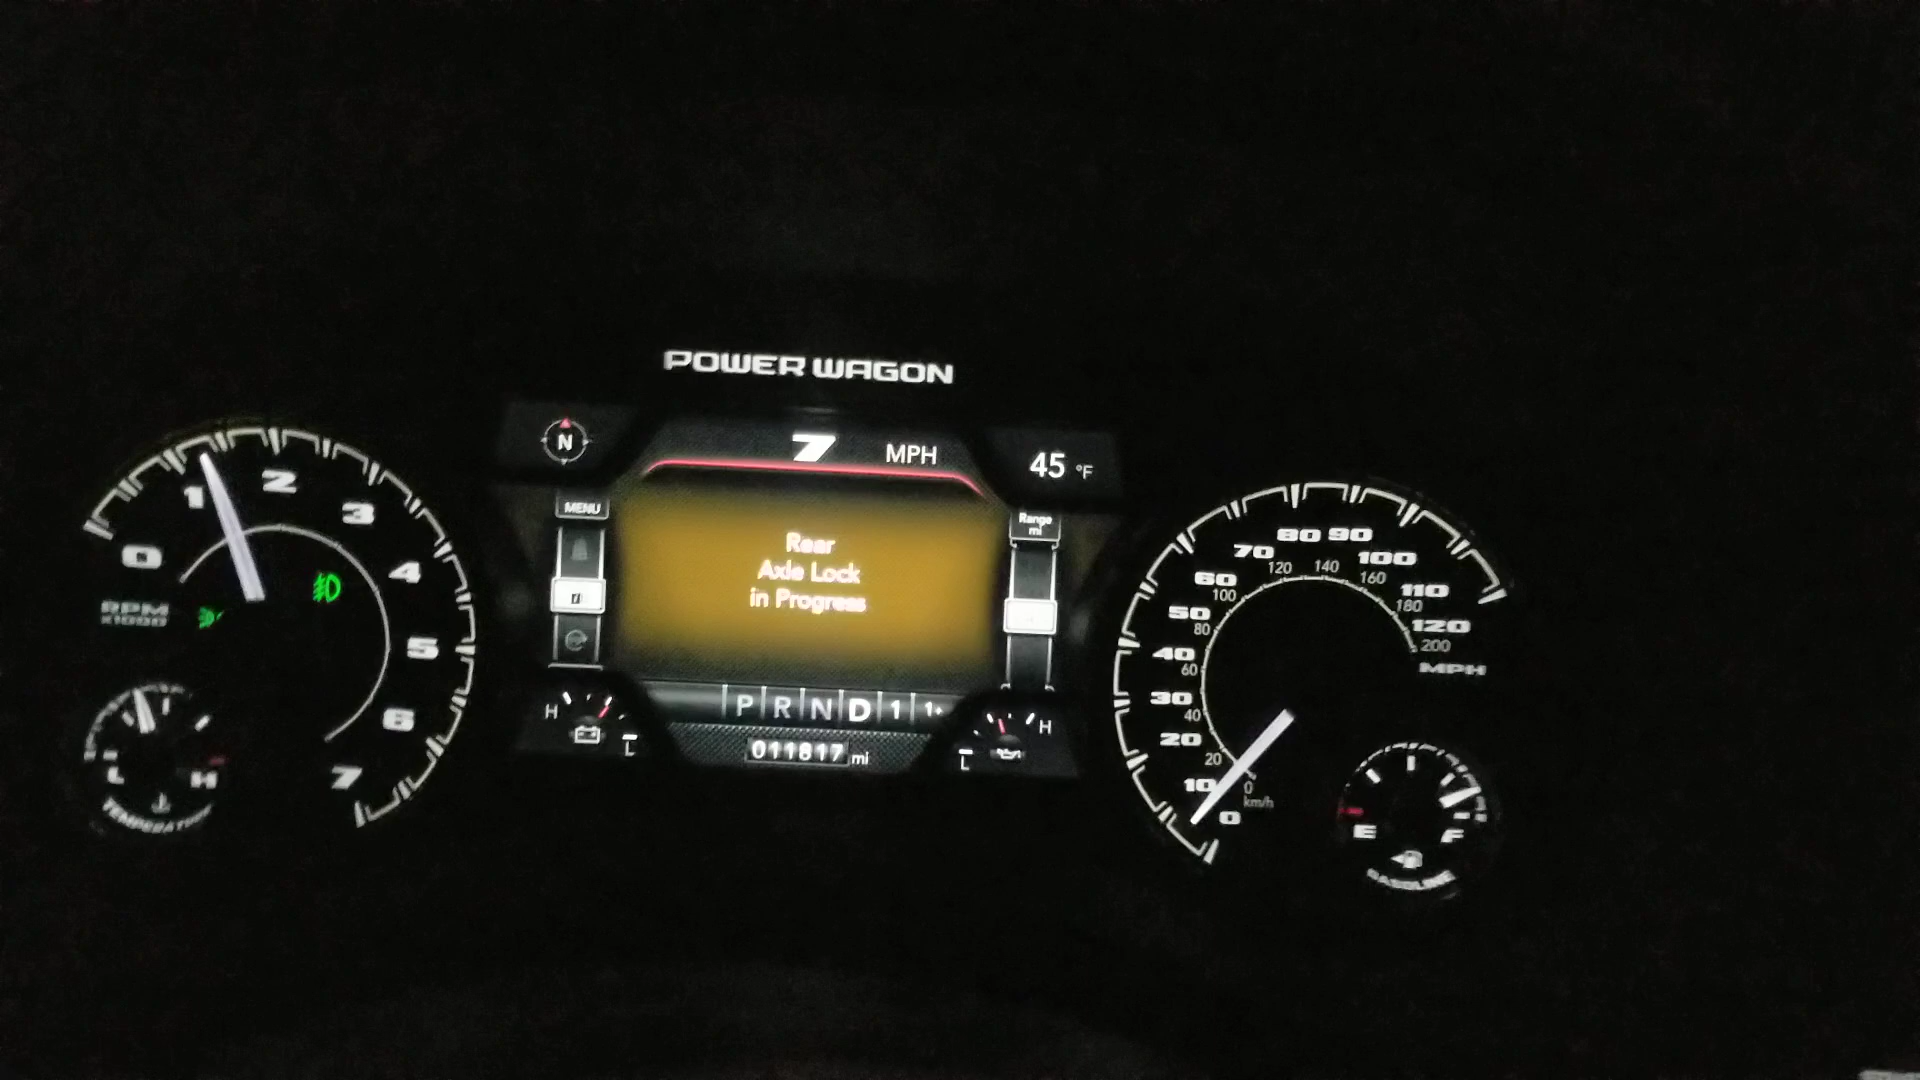 POWER WAGON
N
7 MPH
45 °F
MENU
Range
mi
Rear
Axle Lock
in Progress
P R N D 1 1+
011817 mi
H
L
H
L
0
1
2
3
4
5
6
7
RPM
X1000
L H
TEMPERATURE
0
10
20
30
40
50
60
70
80
90
100
110
120
MPH
0
20
40
60
80
100
120
140
160
180
200
km/h
E F
GASOLINE